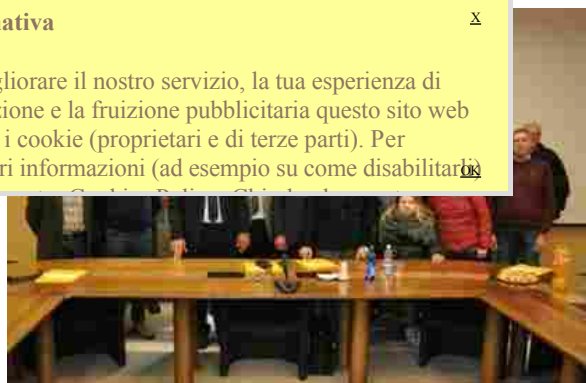 ativa X
gliorare il nostro servizio, la tua esperienza di
zione e la fruizione pubblicitaria questo sito web
i cookie (proprietari e di terze parti). Per
ri informazioni (ad esempio su come disabilitarli)
OK